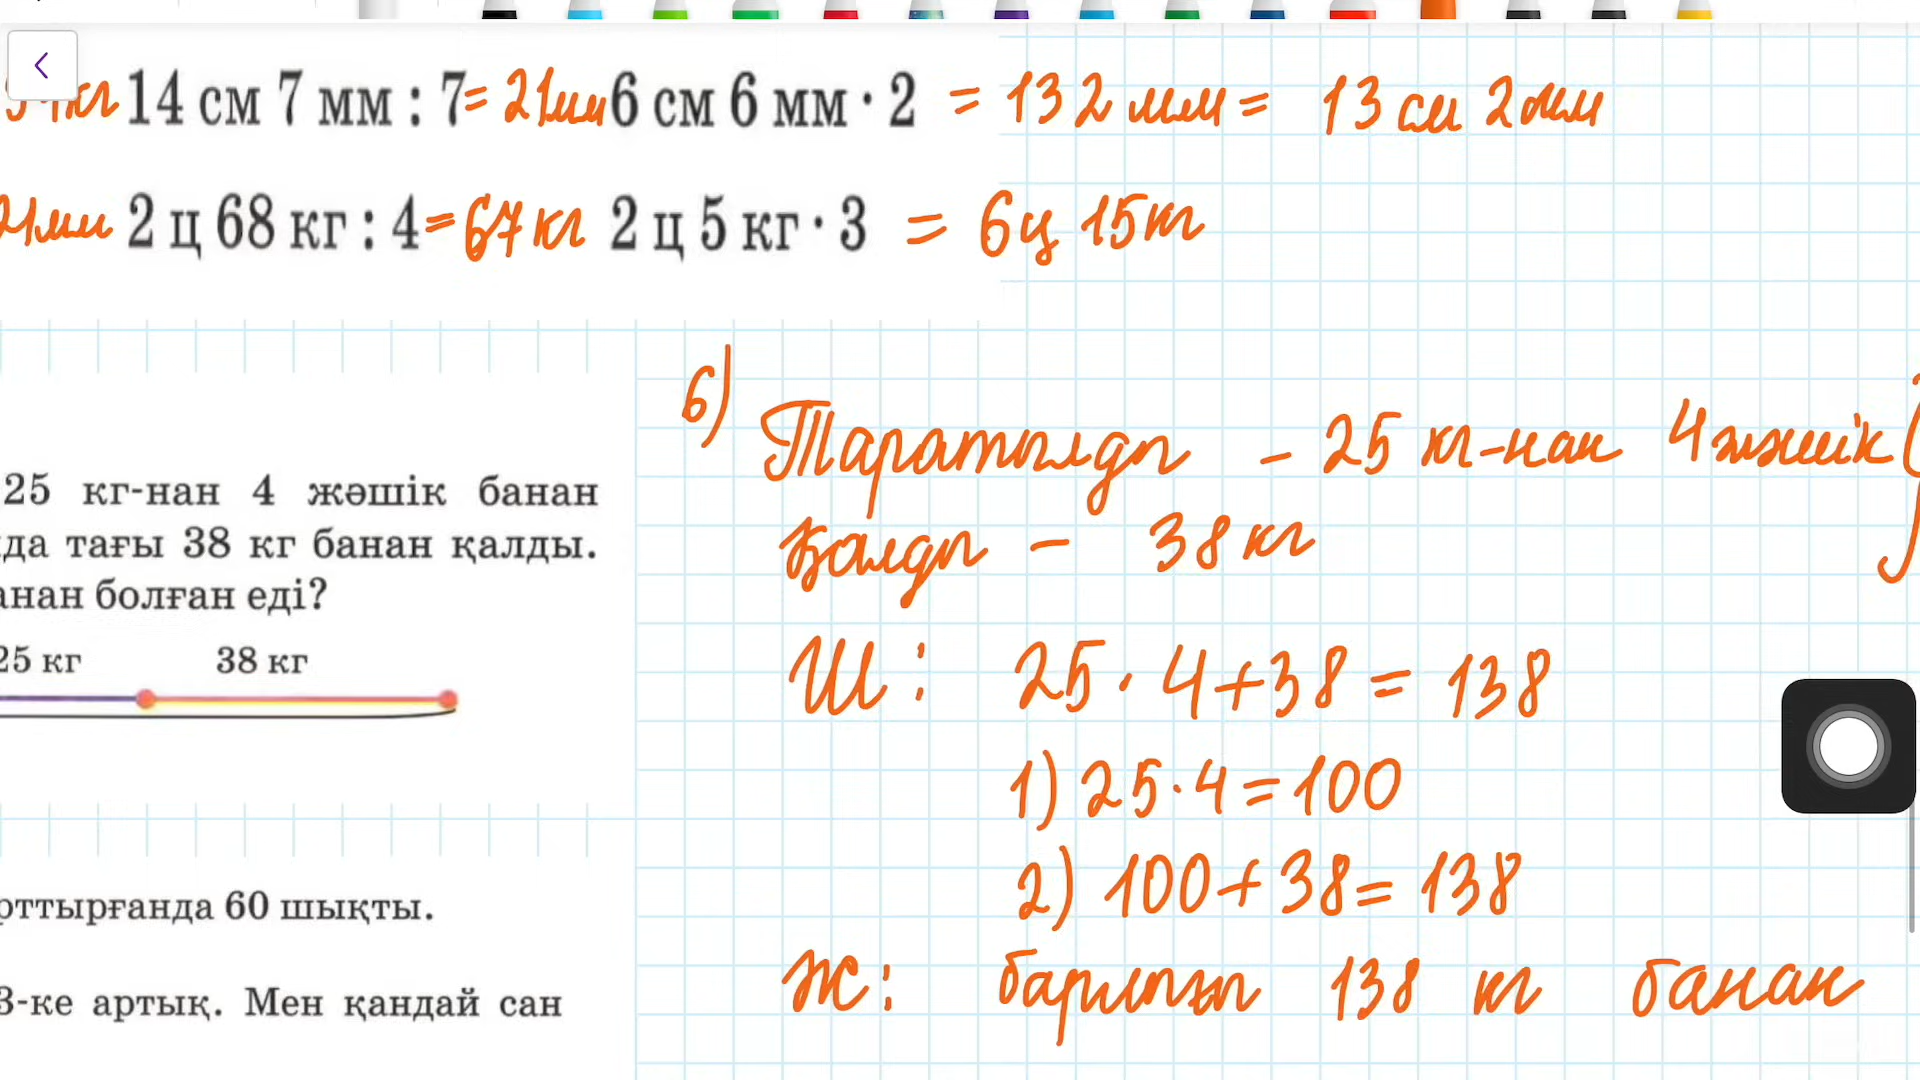 кг 14 см 7 мм : 7 = 21мм 6 см 6 мм · 2 = 132 мм = 13 см 2 мм
21мм 2 ц 68 кг : 4 = 67 кг 2 ц 5 кг · 3 = 6ц 15кг
6)
Таратылды - 25 кг-нан 4 жәшік
Қалды - 38 кг
Ш: 25 · 4 + 38 = 138
1) 25 · 4 = 100
2) 100 + 38 = 138
Ж: барлығы 138 кг банан
25 кг-нан 4 жәшік банан
да тағы 38 кг банан қалды.
анан болған еді?
25 кг 38 кг
рттырғанда 60 шықты.
3-ке артық. Мен қандай сан